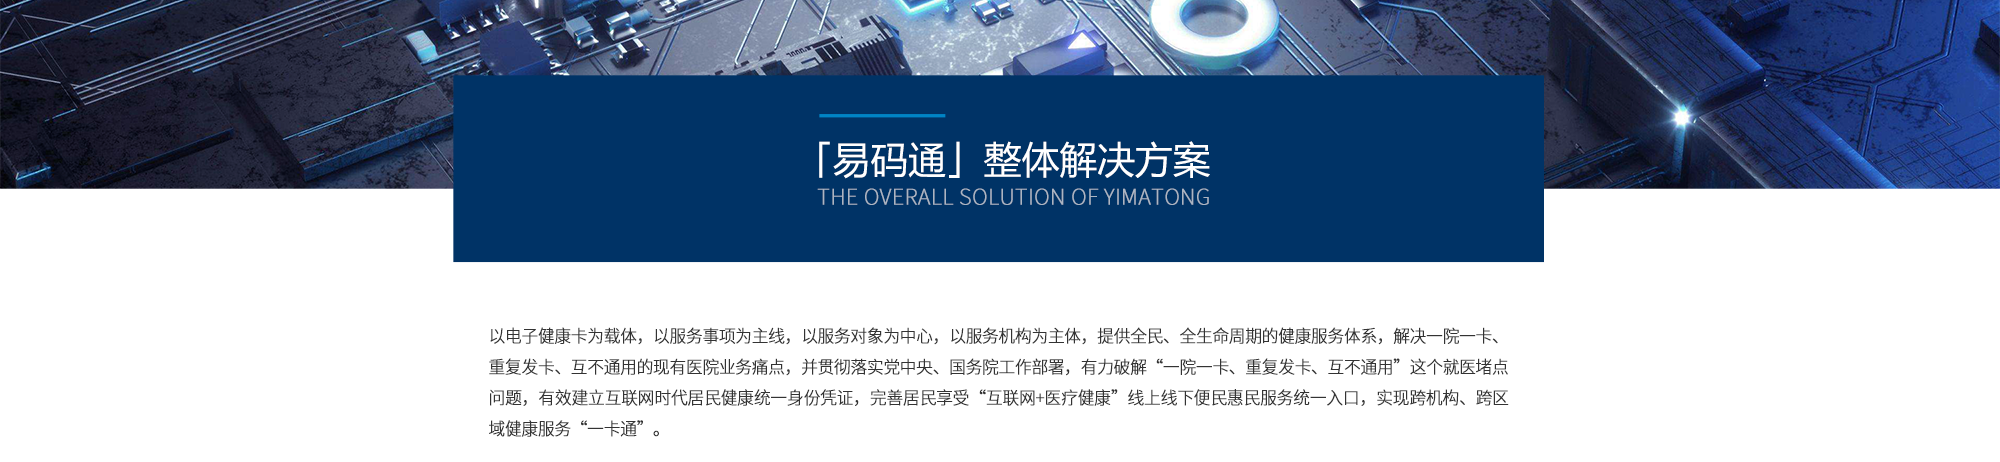 「易码通」整体解决方案
THE OVERALL SOLUTION OF YIMATONG
以电子健康卡为载体，以服务事项为主线，以服务对象为中心，以服务机构为主体，提供全民、全生命周期的健康服务体系，解决一院一卡、
重复发卡、互不通用的现有医院业务痛点，并贯彻落实党中央、国务院工作部署，有力破解“一院一卡、重复发卡、互不通用”这个就医堵点
问题，有效建立互联网时代居民健康统一身份凭证，完善居民享受“互联网+医疗健康”线上线下便民惠民服务统一入口，实现跨机构、跨区
域健康服务“一卡通”。